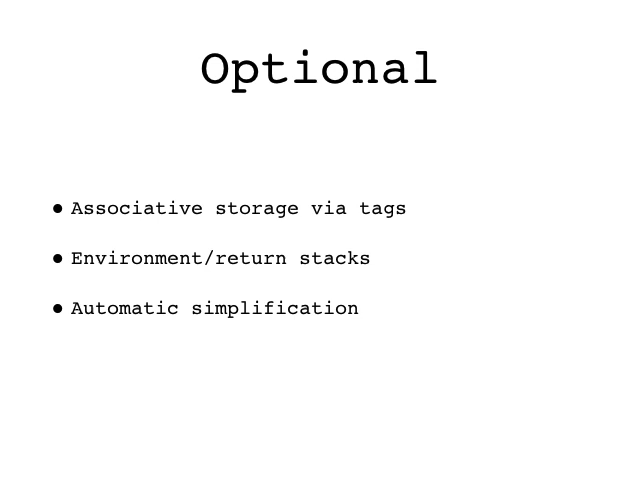 Optional
• Associative storage via tags
• Environment/return stacks
• Automatic simplification